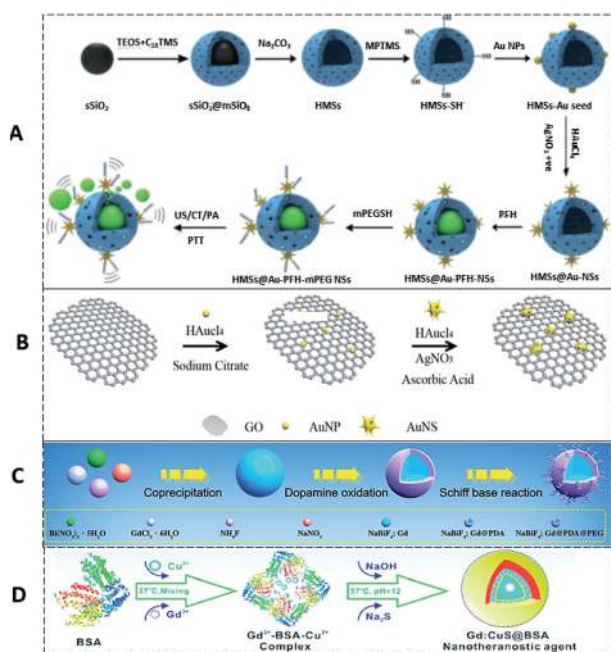 A
TEOS+C18TMS
Na2CO3
MPTMS
Au NPs
sSiO2
sSiO2@mSiO2
HMSs
HMSs-SH
HMSs-Au seed
HAuCl4
AgNO3 +ve
US/CT/PA
PTT
mPEGSH
PFH
HMSs@Au-PFH-mPEG NSs
HMSs@Au-PFH-NSs
HMSs@Au-NSs
B
HAucl4
Sodium Citrate
HAucl4
AgNO3
Ascorbic Acid
GO
AuNP
AuNS
C
Coprecipitation
Dopamine oxidation
Schiff base reaction
Bi(NO3)3 · 5H2O
GdCl3 · 6H2O
NH4F
NaNO3
NaBiF4: Gd
NaBiF4: Gd@PDA
NaBiF4: Gd@PDA@PEG
D
Cu2+
37°C,Mixing
Gd3+
NaOH
37°C, pH=12
Na2S
BSA
Gd3+-BSA-Cu2+
Complex
Gd:CuS@BSA
Nanotheranostic agent